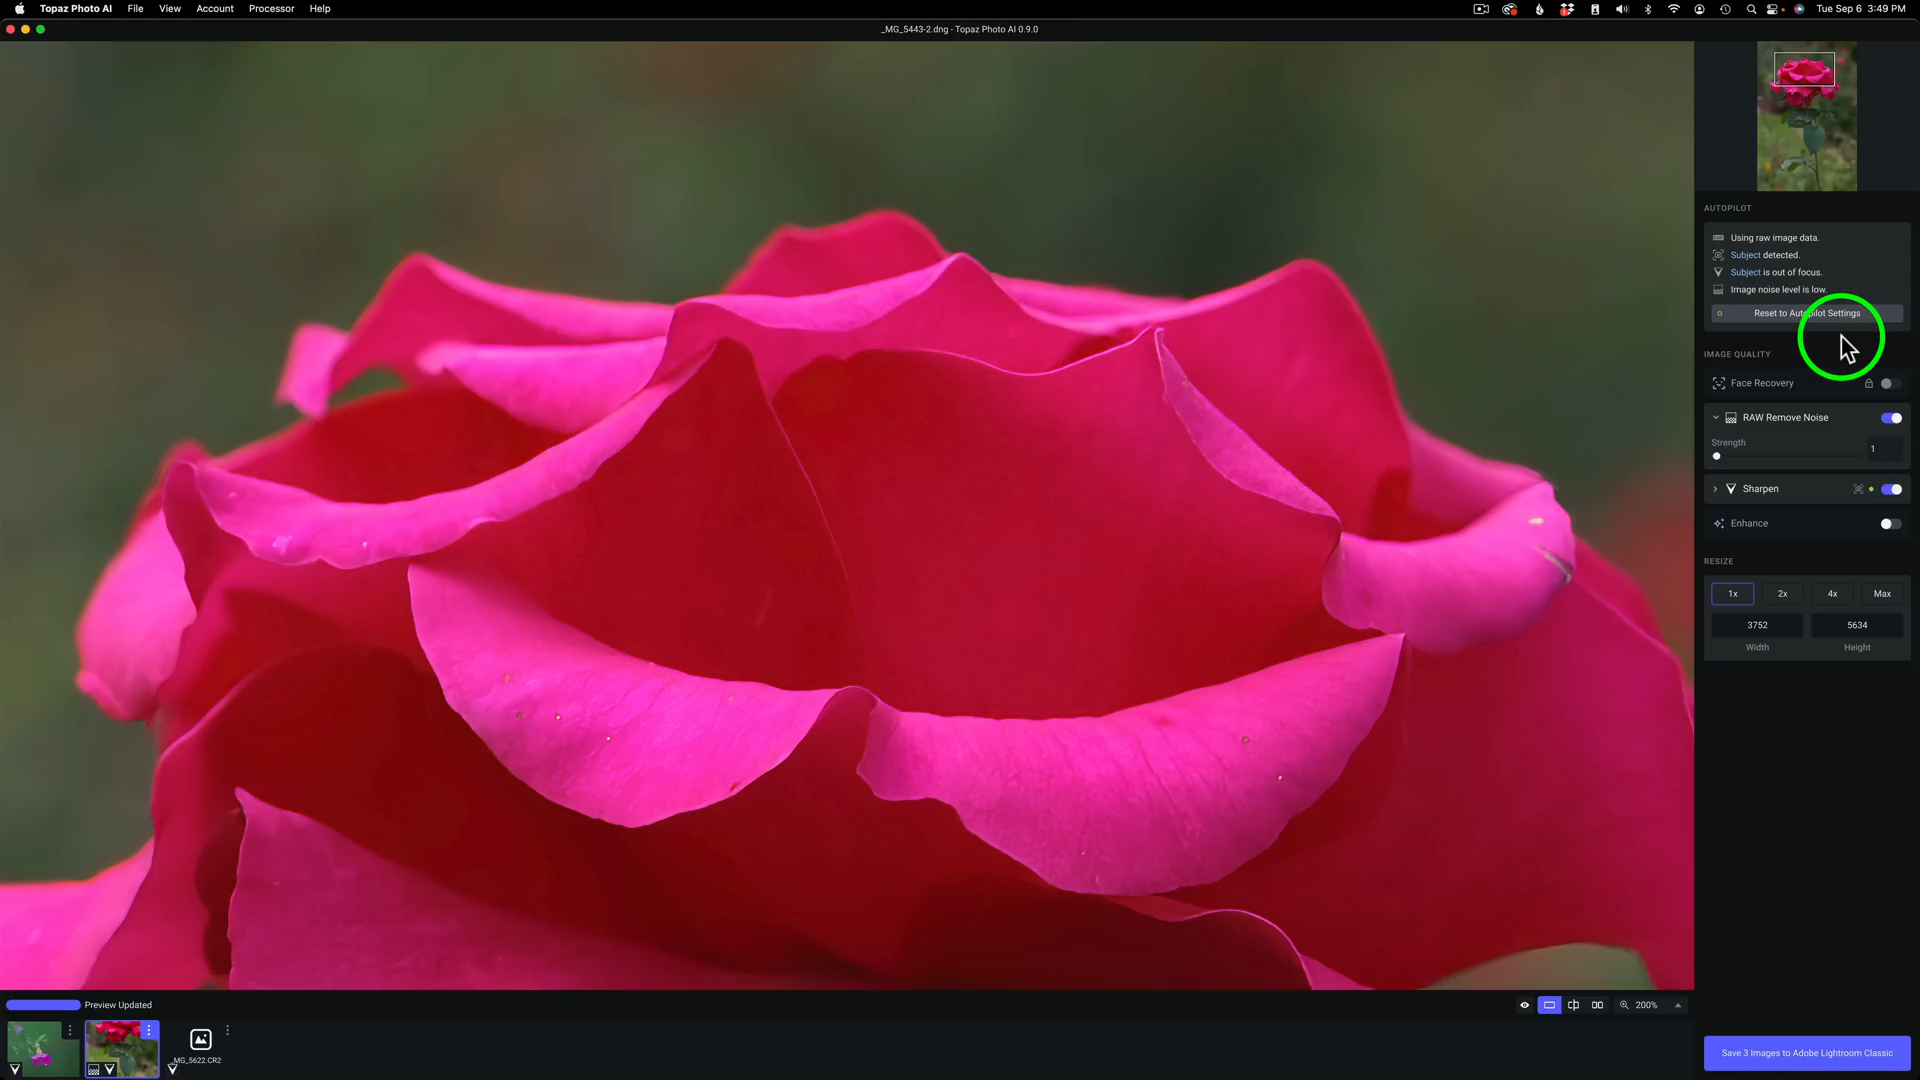 Topaz Photo AI File View Account Processor Help Tue Sep 6 3:49 PM
_MG_5443-2.dng - Topaz Photo AI 0.9.0
AUTOPILOT
Using raw image data.
Subject detected.
Subject is out of focus.
Image noise level is low.
Reset to Autopilot Settings
IMAGE QUALITY
Face Recovery
RAW Remove Noise
Strength
1
Sharpen
Enhance
RESIZE
1x 2x 4x Max
3752 5634
Width Height
Preview Updated
200%
_MG_5622.CR2
Save 3 Images to Adobe Lightroom Classic